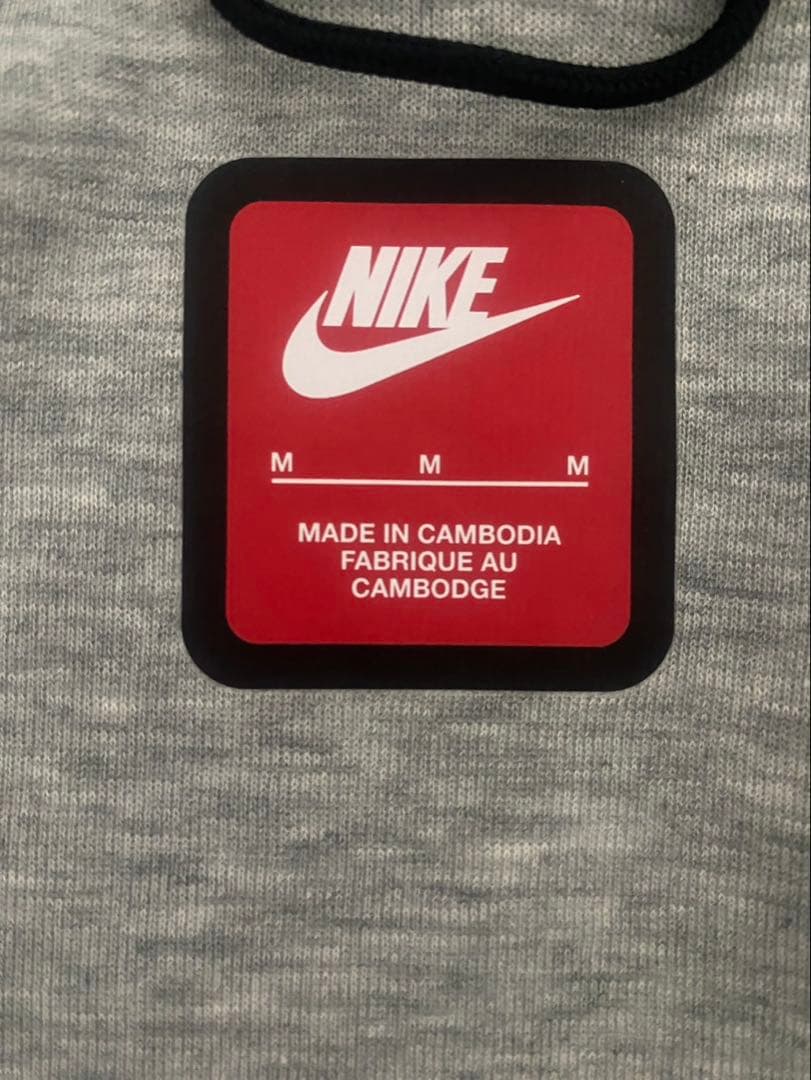 NIKE
M M M
MADE IN CAMBODIA
FABRIQUE AU
CAMBODGE